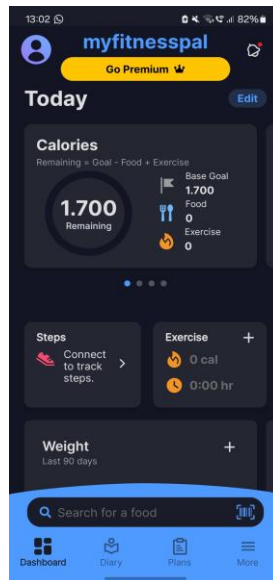 13:02 82%
myfitnesspal
Go Premium
Today
Edit
Calories
Remaining = Goal - Food + Exercise
1.700
Remaining
Base Goal
1.700
Food
0
Exercise
0
Steps
Connect
to track
steps.
Exercise +
0 cal
0:00 hr
Weight +
Last 90 days
Search for a food
Dashboard Diary Plans More